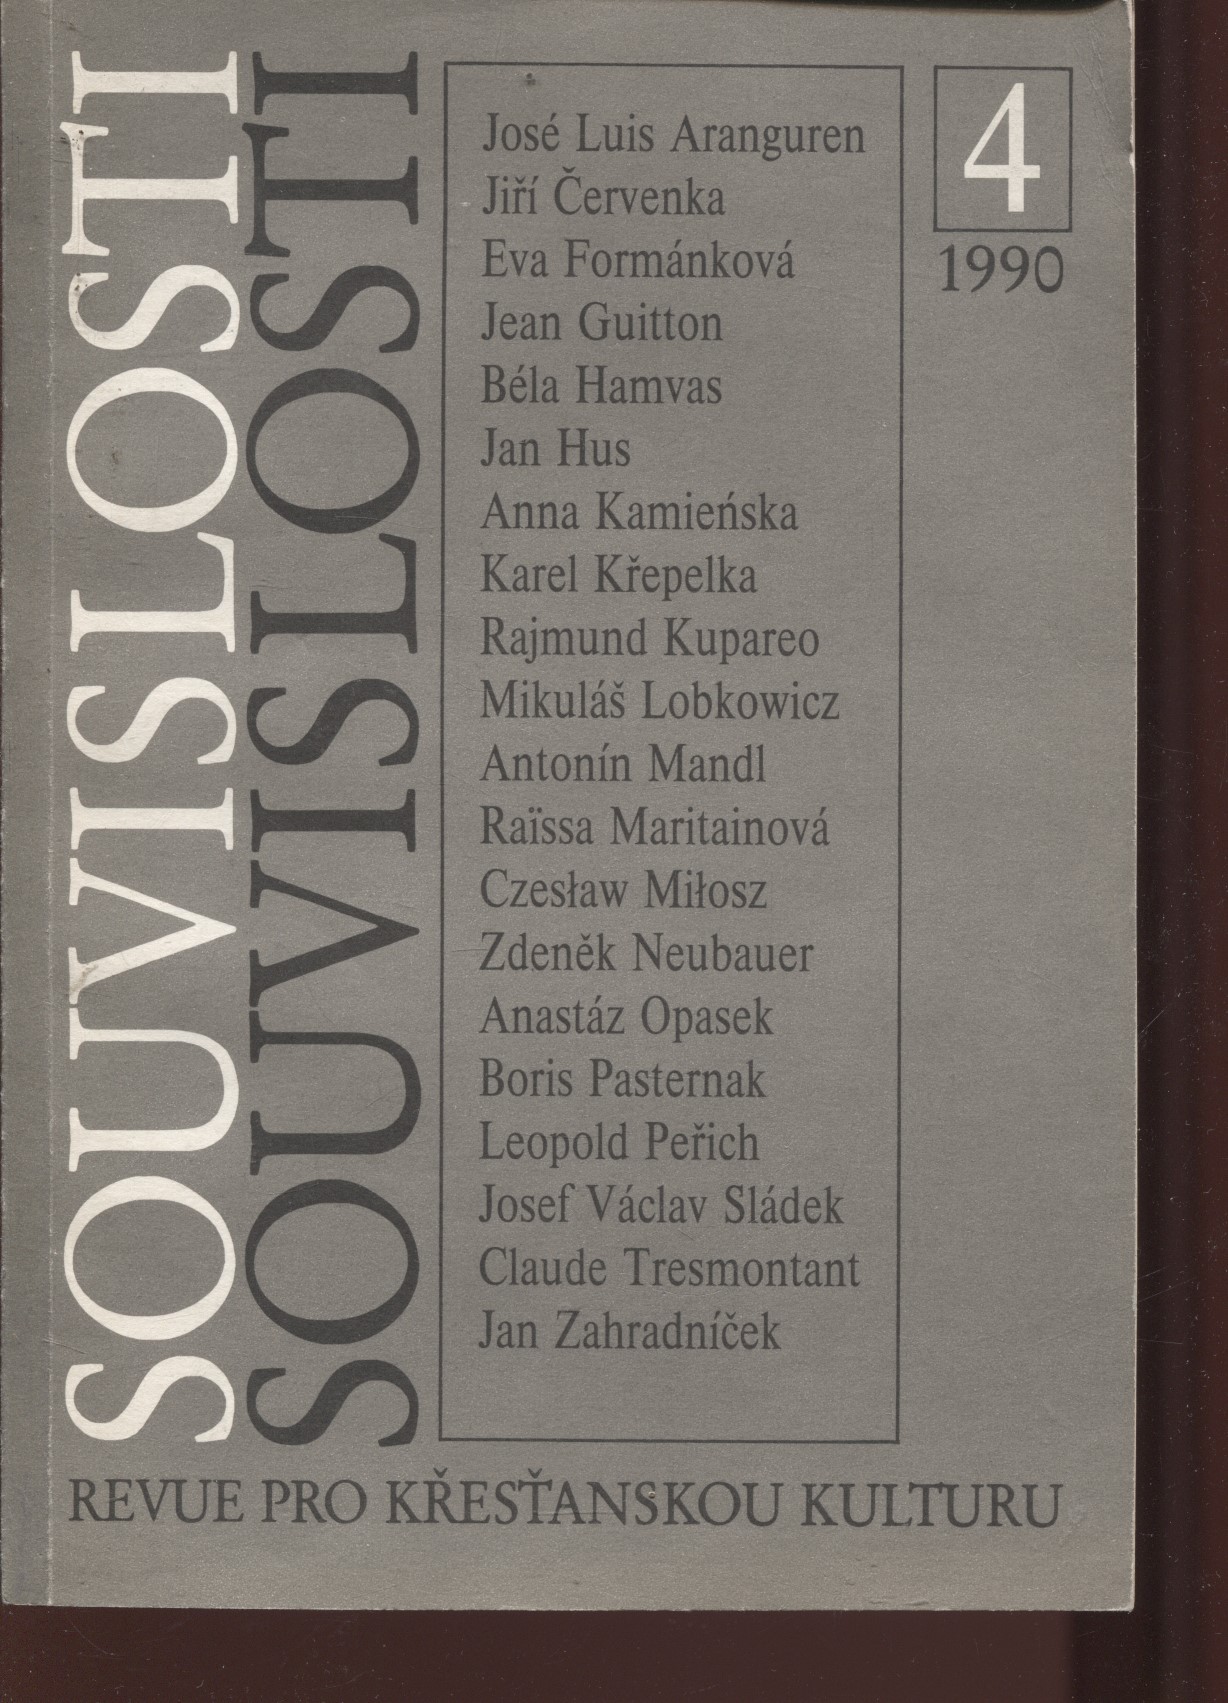 SOUVISLOSTI
SOUVISLOSTI
José Luis Aranguren
Jiří Červenka
Eva Formánková
Jean Guitton
Béla Hamvas
Jan Hus
Anna Kamieńska
Karel Křepelka
Rajmund Kupareo
Mikuláš Lobkowicz
Antonín Mandl
Raïssa Maritainová
Czesław Miłosz
Zdeněk Neubauer
Anastáz Opasek
Boris Pasternak
Leopold Peřich
Josef Václav Sládek
Claude Tresmontant
Jan Zahradníček
4
1990
REVUE PRO KŘESŤANSKOU KULTURU